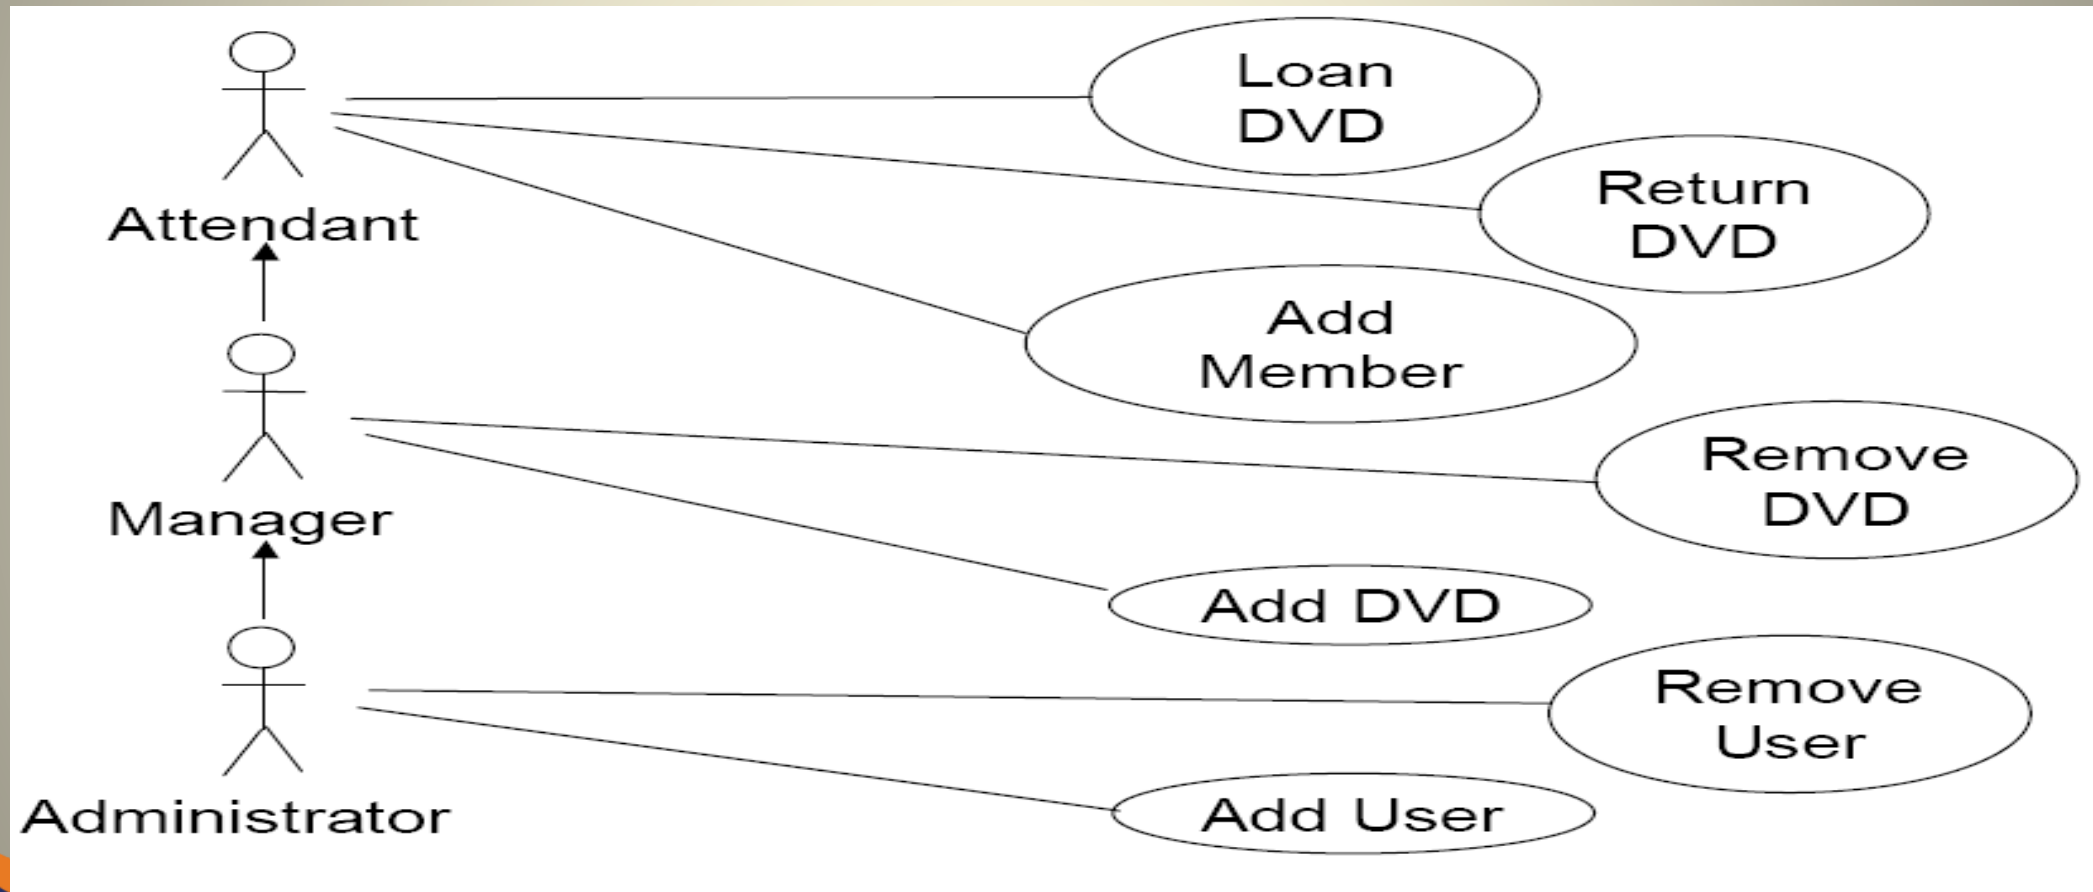 Loan
DVD
Attendant
Return
DVD
Add
Member
Manager
Remove
DVD
Add DVD
Administrator
Remove
User
Add User